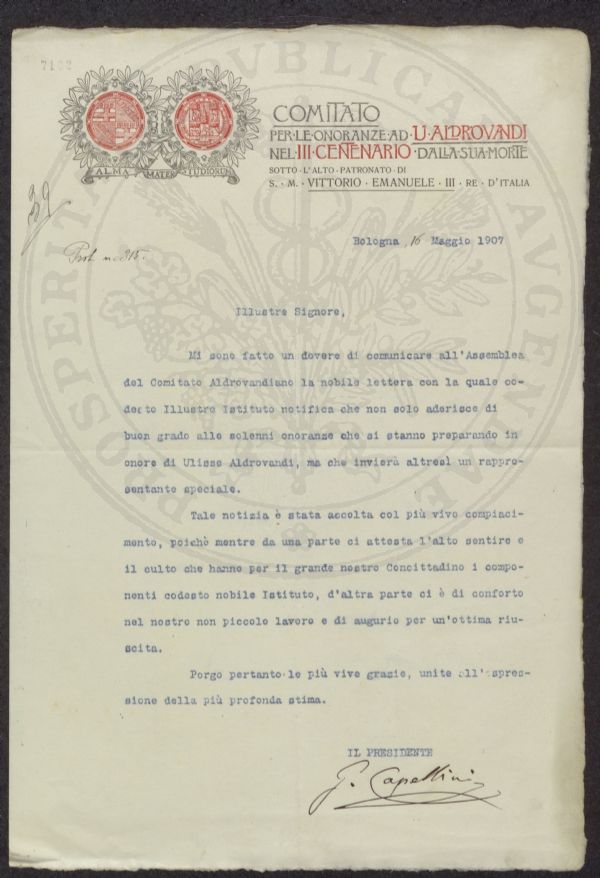 7102
ALMA MATER STUDIORUM
COMITATO
PER·LE·ONORANZE·AD·U·ALDROVANDI
NEL·III·CENTENARIO·DALLA·SUA·MORTE
SOTTO·L'ALTO·PATRONATO·DI
S.·M.·VITTORIO·EMANUELE·III·RE·D'ITALIA
39
Bologna, 16 Maggio 1907
Prot. n. 315.
Illustre Signore,
Mi sono fatto un dovere di comunicare all'Assemblea
del Comitato Aldrovandiano la nobile lettera con la quale co-
desto Illustre Istituto notifica che non solo aderisce di
buon grado alle solenni onoranze che si stanno preparando in
onore di Ulisse Aldrovandi, ma che invierà altresì un rappre-
sentante speciale.
Tale notizia è stata accolta col più vivo compiaci-
mento, poichè mentre da una parte ci attesta l'alto sentire e
il culto che hanno per il grande nostro Concittadino i compo-
nenti codesto nobile Istituto, d'altra parte ci è di conforto
nel nostro non piccolo lavoro e di augurio per un'ottima riu-
scita.
Porgo pertanto le più vive grazie, unite all'espres-
sione della più profonda stima.
IL PRESIDENTE
G. Capellini
PROSPERITATI PUBLICAE AUGENDAE